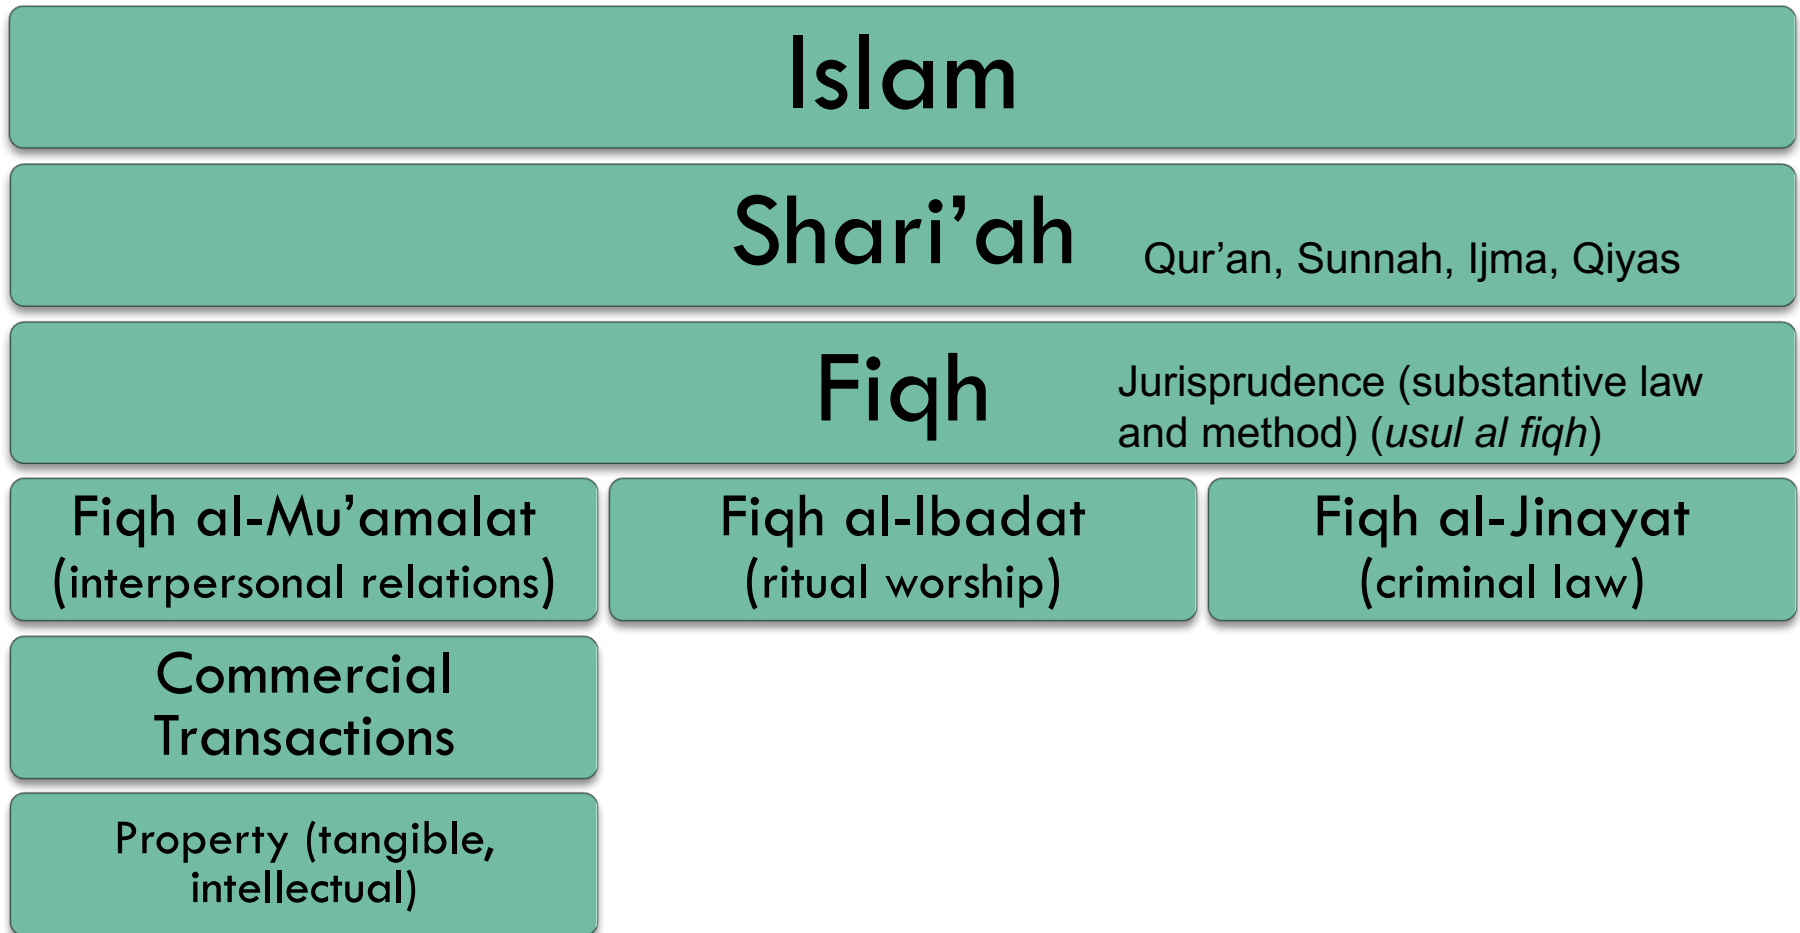 Islam
Shari’ah
Qur’an, Sunnah, Ijma, Qiyas
Fiqh
Jurisprudence (substantive law
and method) (usul al fiqh)
Fiqh al-Mu’amalat
(interpersonal relations)
Fiqh al-Ibadat
(ritual worship)
Fiqh al-Jinayat
(criminal law)
Commercial
Transactions
Property (tangible,
intellectual)